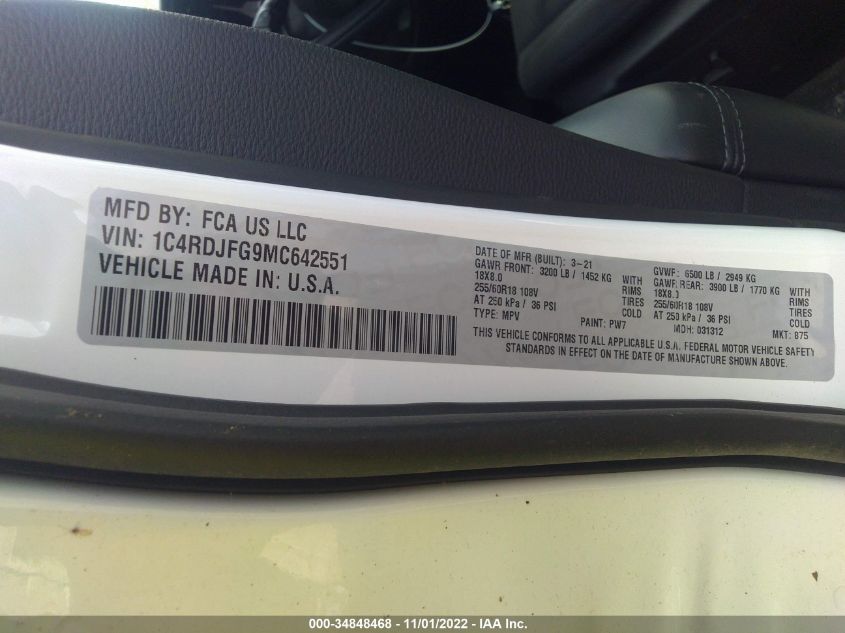 MFD BY: FCA US LLC
VIN: 1C4RDJFG9MC642551
VEHICLE MADE IN: U.S.A.
DATE OF MFR (BUILT): 3-21
GAWR FRONT: 3200 LB / 1452 KG WITH
18X8.0 RIMS
255/60R18 108V TIRES
AT 250 kPa / 36 PSI COLD
TYPE: MPV PAINT: PW7
GVWF: 6500 LB / 2949 KG
GAWR REAR: 3900 LB / 1770 KG WITH
18X8.0 RIMS
255/60R18 108V TIRES
AT 250 kPa / 36 PSI COLD
MDH: 031312 MKT: 875
THIS VEHICLE CONFORMS TO ALL APPLICABLE U.S.A. FEDERAL MOTOR VEHICLE SAFETY
STANDARDS IN EFFECT ON THE DATE OF MANUFACTURE SHOWN ABOVE.
000-34848468 - 11/01/2022 - IAA Inc.